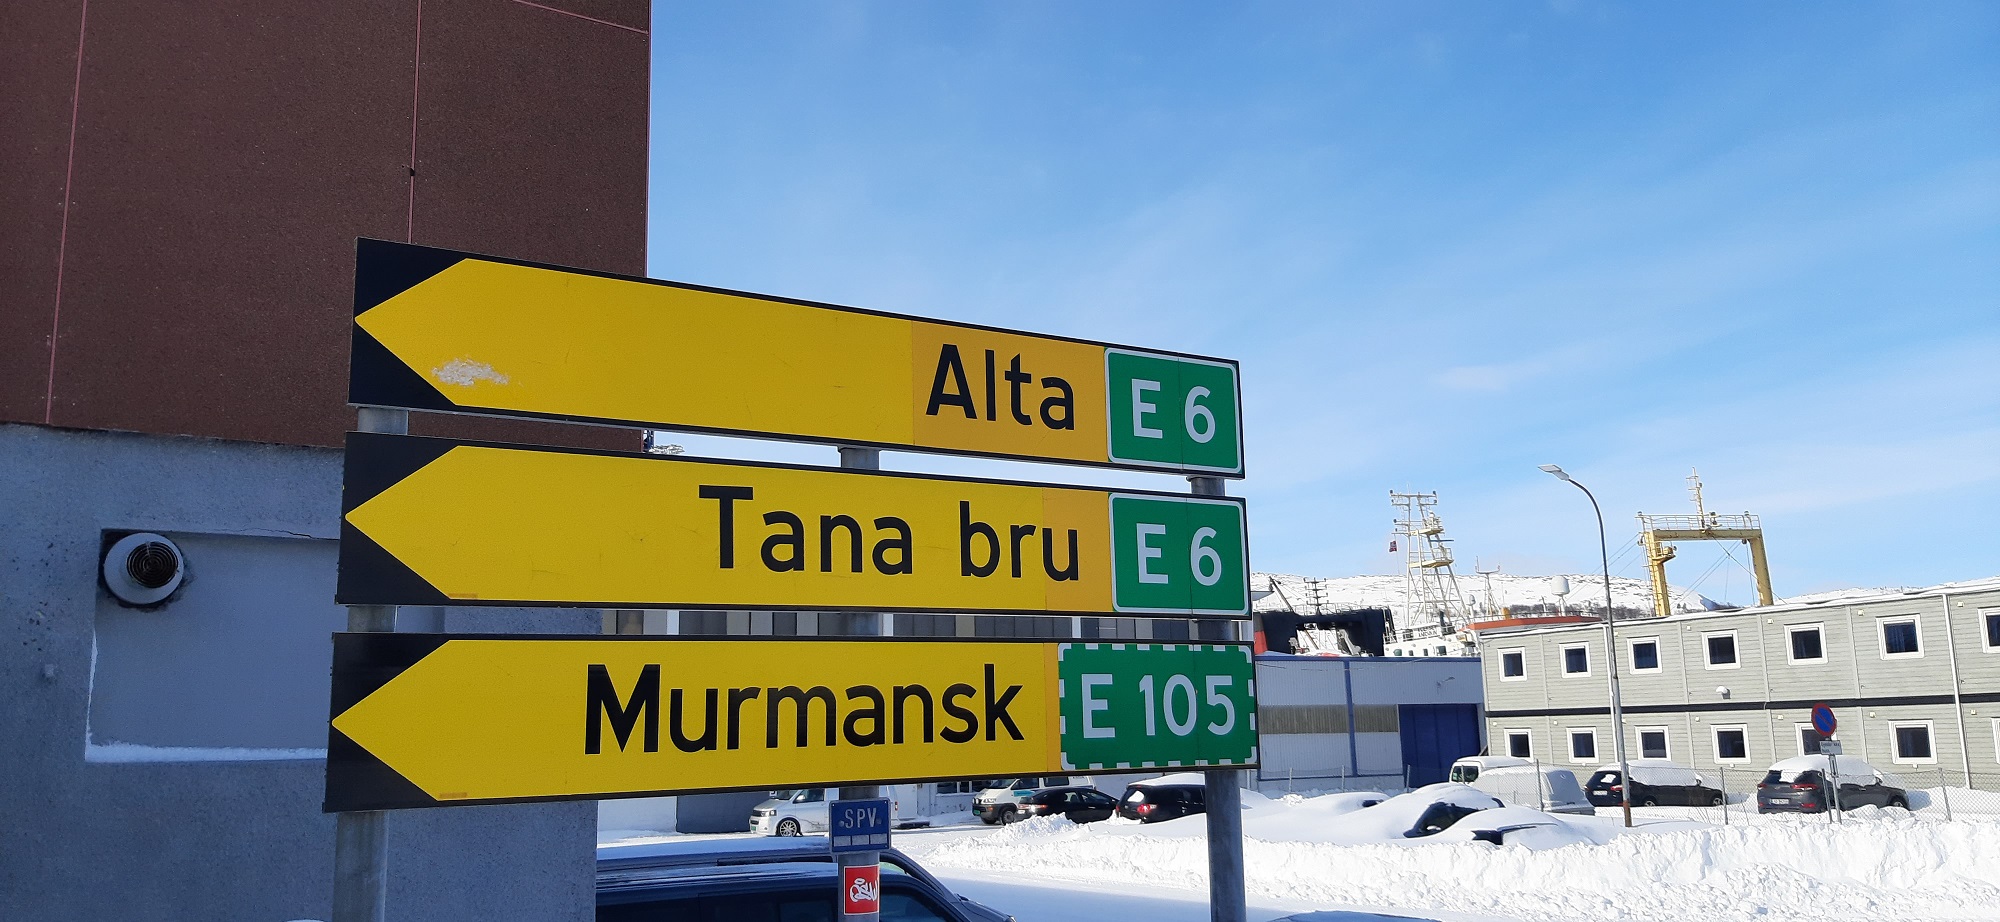 Alta E 6
Tana bru E 6
Murmansk E 105
SPV